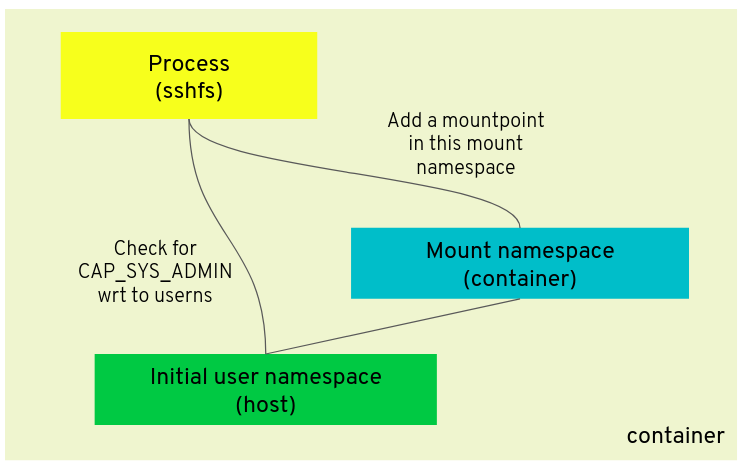 Process
(sshfs)
Add a mountpoint
in this mount
namespace
Check for
CAP_SYS_ADMIN
wrt to userns
Mount namespace
(container)
Initial user namespace
(host)
container